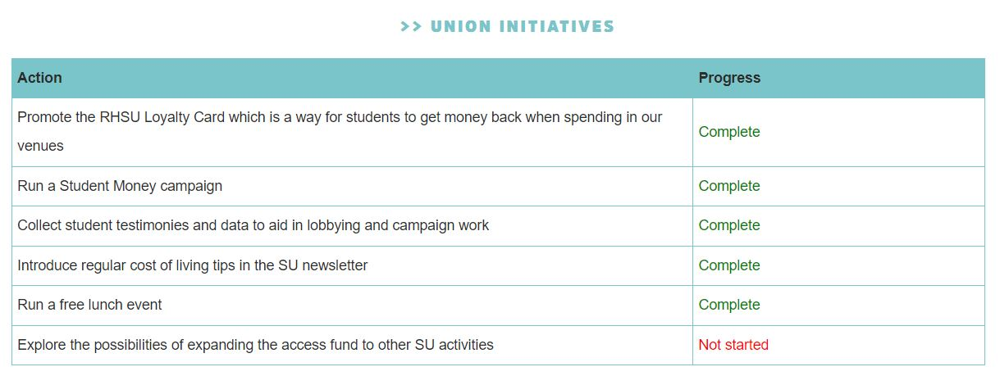 >> UNION INITIATIVES
Action Progress
Promote the RHSU Loyalty Card which is a way for students to get money back when spending in our
venues
Complete
Run a Student Money campaign Complete
Collect student testimonies and data to aid in lobbying and campaign work Complete
Introduce regular cost of living tips in the SU newsletter Complete
Run a free lunch event Complete
Explore the possibilities of expanding the access fund to other SU activities Not started